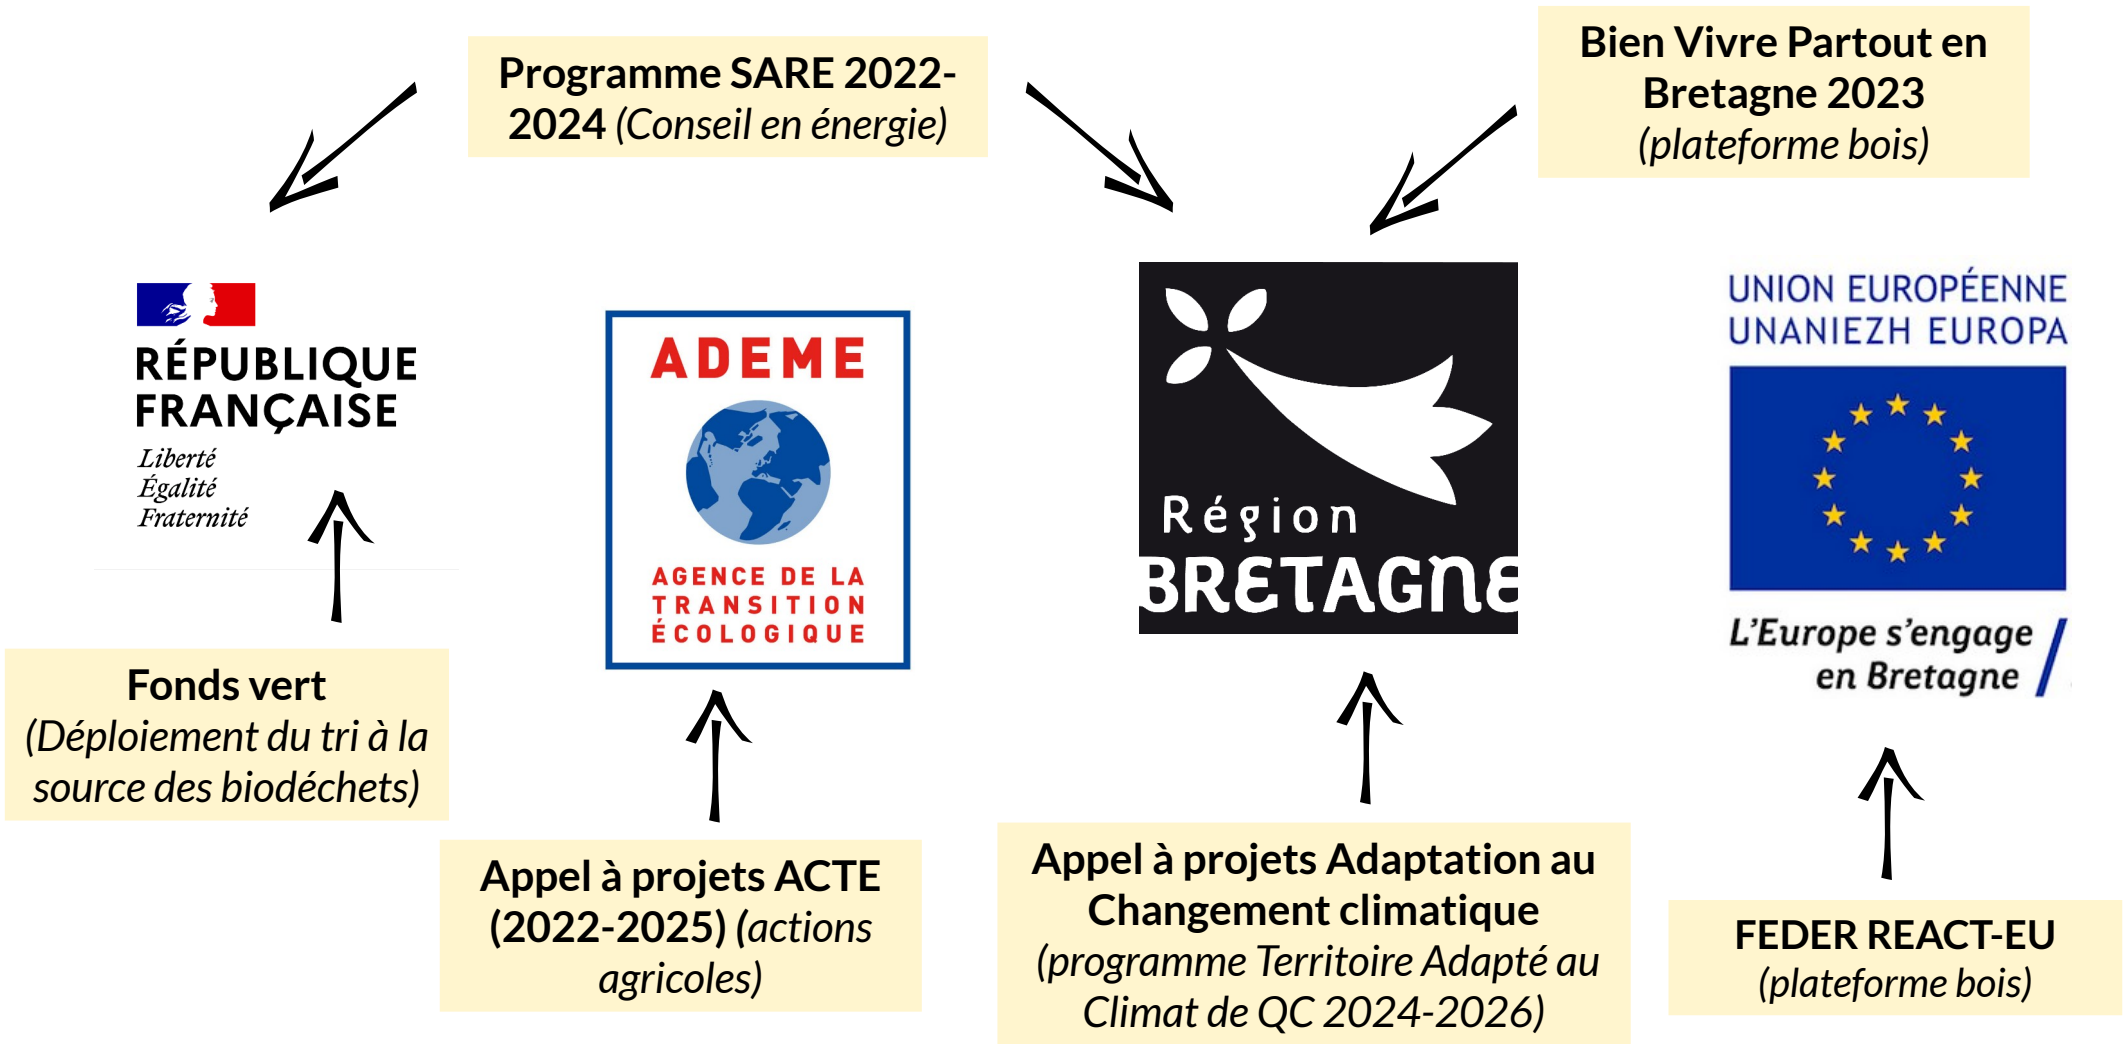 Programme SARE 2022-
2024 (Conseil en énergie)
Bien Vivre Partout en
Bretagne 2023
(plateforme bois)
RÉPUBLIQUE
FRANÇAISE
Liberté
Égalité
Fraternité
ADEME
AGENCE DE LA
TRANSITION
ÉCOLOGIQUE
Région
BRETAGNE
UNION EUROPÉENNE
UNANIEZH EUROPA
L'Europe s'engage
en Bretagne
Fonds vert
(Déploiement du tri à la
source des biodéchets)
Appel à projets ACTE
(2022-2025) (actions
agricoles)
Appel à projets Adaptation au
Changement climatique
(programme Territoire Adapté au
Climat de QC 2024-2026)
FEDER REACT-EU
(plateforme bois)